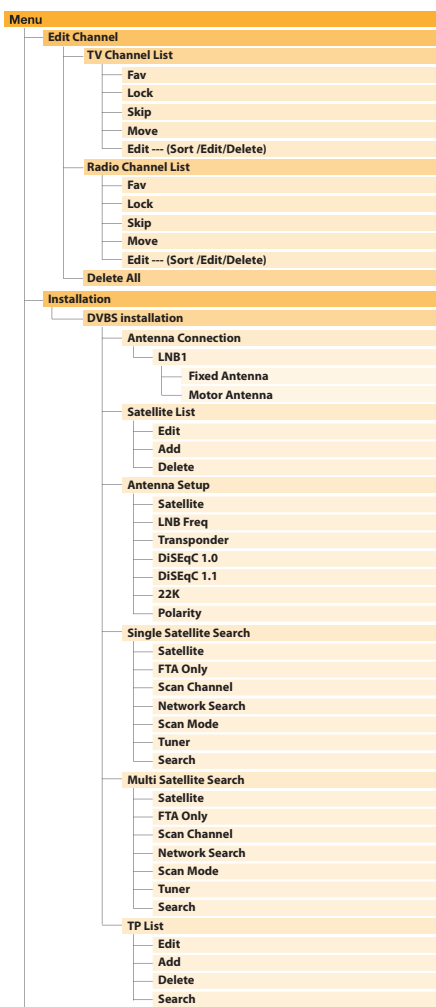 Menu
Edit Channel
TV Channel List
Fav
Lock
Skip
Move
Edit --- (Sort /Edit/Delete)
Radio Channel List
Fav
Lock
Skip
Move
Edit --- (Sort /Edit/Delete)
Delete All
Installation
DVBS installation
Antenna Connection
LNB1
Fixed Antenna
Motor Antenna
Satellite List
Edit
Add
Delete
Antenna Setup
Satellite
LNB Freq
Transponder
DiSEqC 1.0
DiSEqC 1.1
22K
Polarity
Single Satellite Search
Satellite
FTA Only
Scan Channel
Network Search
Scan Mode
Tuner
Search
Multi Satellite Search
Satellite
FTA Only
Scan Channel
Network Search
Scan Mode
Tuner
Search
TP List
Edit
Add
Delete
Search